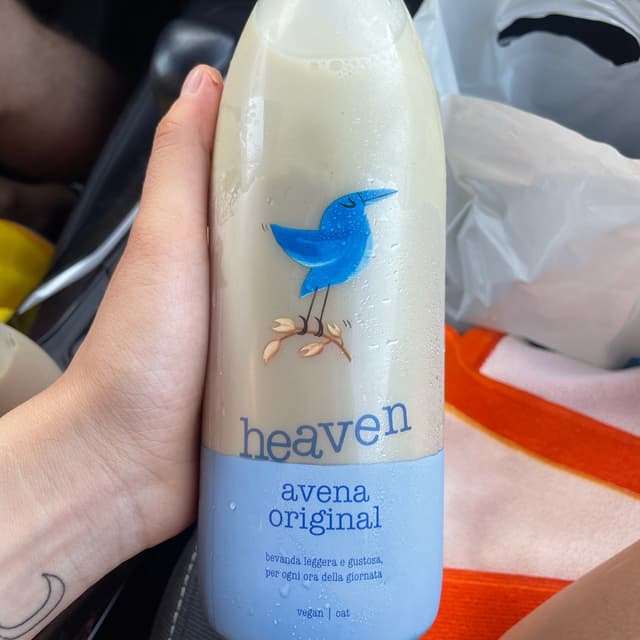 heaven
avena
original
bevanda leggera e gustosa,
per ogni ora della giornata
vegan | oat